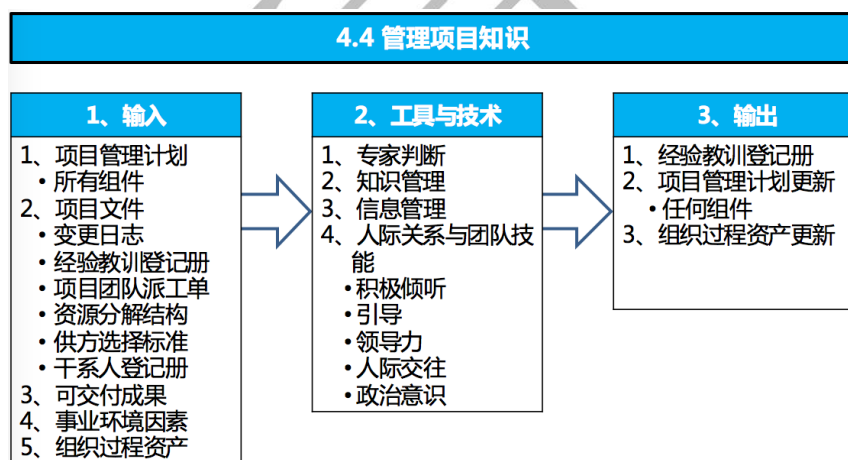 4.4 管理项目知识
1、输入
1、项目管理计划
• 所有组件
2、项目文件
• 变更日志
• 经验教训登记册
• 项目团队派工单
• 资源分解结构
• 供方选择标准
• 干系人登记册
3、可交付成果
4、事业环境因素
5、组织过程资产
2、工具与技术
1、专家判断
2、知识管理
3、信息管理
4、人际关系与团队技
能
• 积极倾听
• 引导
• 领导力
• 人际交往
• 政治意识
3、输出
1、经验教训登记册
2、项目管理计划更新
• 任何组件
3、组织过程资产更新